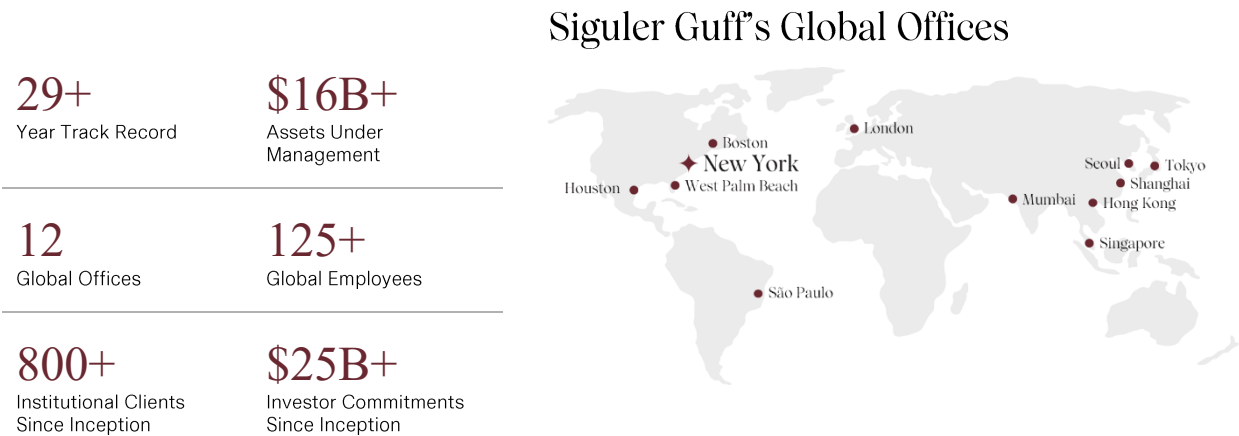 Siguler Guff’s Global Offices
29+
Year Track Record
$16B+
Assets Under
Management
12
Global Offices
125+
Global Employees
800+
Institutional Clients
Since Inception
$25B+
Investor Commitments
Since Inception
London
Boston
New York
Houston
West Palm Beach
Seoul
Tokyo
Shanghai
Mumbai
Hong Kong
Singapore
São Paulo